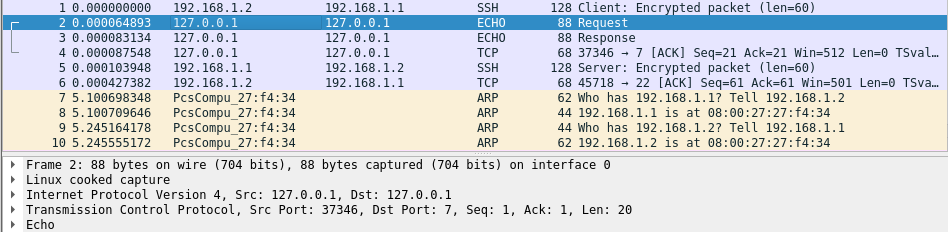 1 0.000000000 192.168.1.2 192.168.1.1 SSH 128 Client: Encrypted packet (len=60)
2 0.000064893 127.0.0.1 127.0.0.1 ECHO 88 Request
3 0.000083134 127.0.0.1 127.0.0.1 ECHO 88 Response
4 0.000087548 127.0.0.1 127.0.0.1 TCP 68 37346 → 7 [ACK] Seq=21 Ack=21 Win=512 Len=0 TSval…
5 0.000103948 192.168.1.1 192.168.1.2 SSH 128 Server: Encrypted packet (len=60)
6 0.000427382 192.168.1.2 192.168.1.1 TCP 68 45718 → 22 [ACK] Seq=61 Ack=61 Win=501 Len=0 TSva…
7 5.100698348 PcsCompu_27:f4:34 ARP 62 Who has 192.168.1.1? Tell 192.168.1.2
8 5.100709646 PcsCompu_27:f4:34 ARP 44 192.168.1.1 is at 08:00:27:27:f4:34
9 5.245164178 PcsCompu_27:f4:34 ARP 44 Who has 192.168.1.2? Tell 192.168.1.1
10 5.245555172 PcsCompu_27:f4:34 ARP 62 192.168.1.2 is at 08:00:27:27:f4:34
Frame 2: 88 bytes on wire (704 bits), 88 bytes captured (704 bits) on interface 0
Linux cooked capture
Internet Protocol Version 4, Src: 127.0.0.1, Dst: 127.0.0.1
Transmission Control Protocol, Src Port: 37346, Dst Port: 7, Seq: 1, Ack: 1, Len: 20
Echo